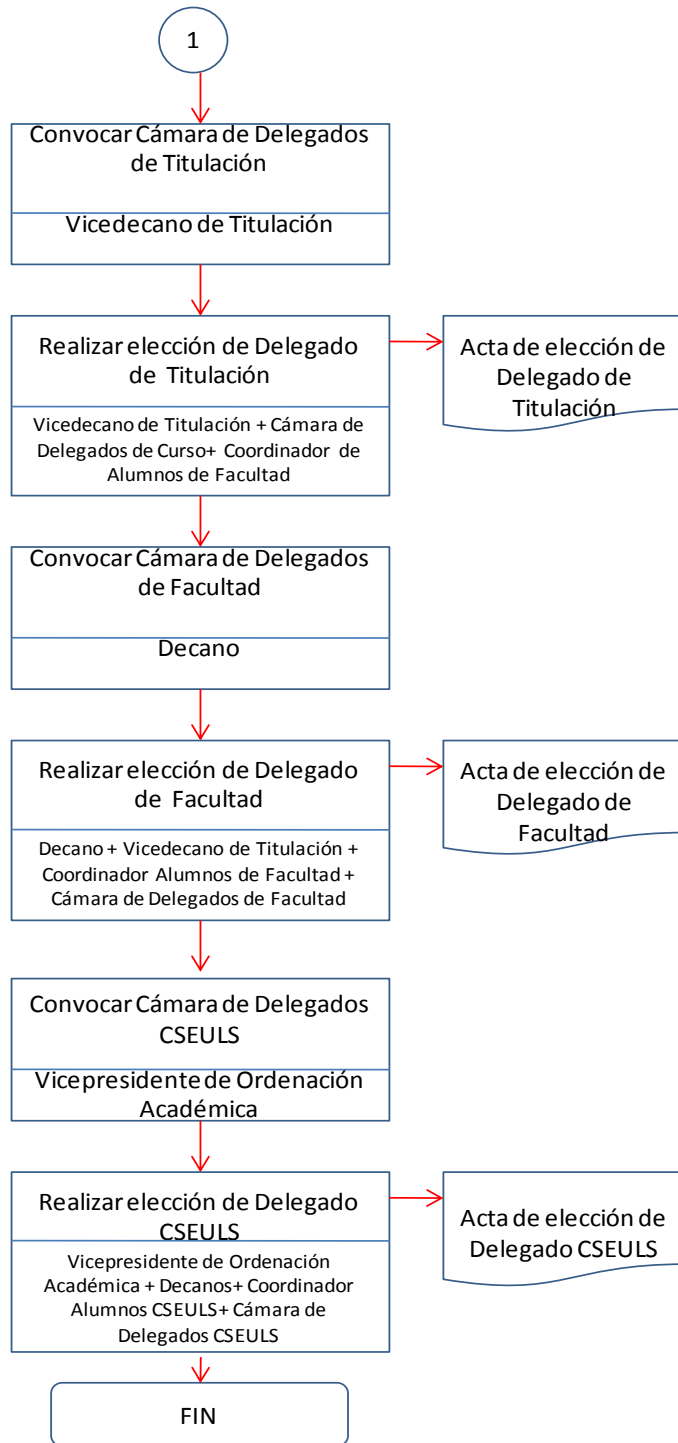 1
Convocar Cámara de Delegados
de Titulación
Vicedecano de Titulación
Realizar elección de Delegado
de Titulación
Vicedecano de Titulación + Cámara de
Delegados de Curso+ Coordinador de
Alumnos de Facultad
Acta de elección de
Delegado de
Titulación
Convocar Cámara de Delegados
de Facultad
Decano
Realizar elección de Delegado
de Facultad
Decano + Vicedecano de Titulación +
Coordinador Alumnos de Facultad +
Cámara de Delegados de Facultad
Acta de elección de
Delegado de
Facultad
Convocar Cámara de Delegados
CSEULS
Vicepresidente de Ordenación
Académica
Realizar elección de Delegado
CSEULS
Vicepresidente de Ordenación
Académica + Decanos+ Coordinador
Alumnos CSEULS+ Cámara de
Delegados CSEULS
Acta de elección de
Delegado CSEULS
FIN